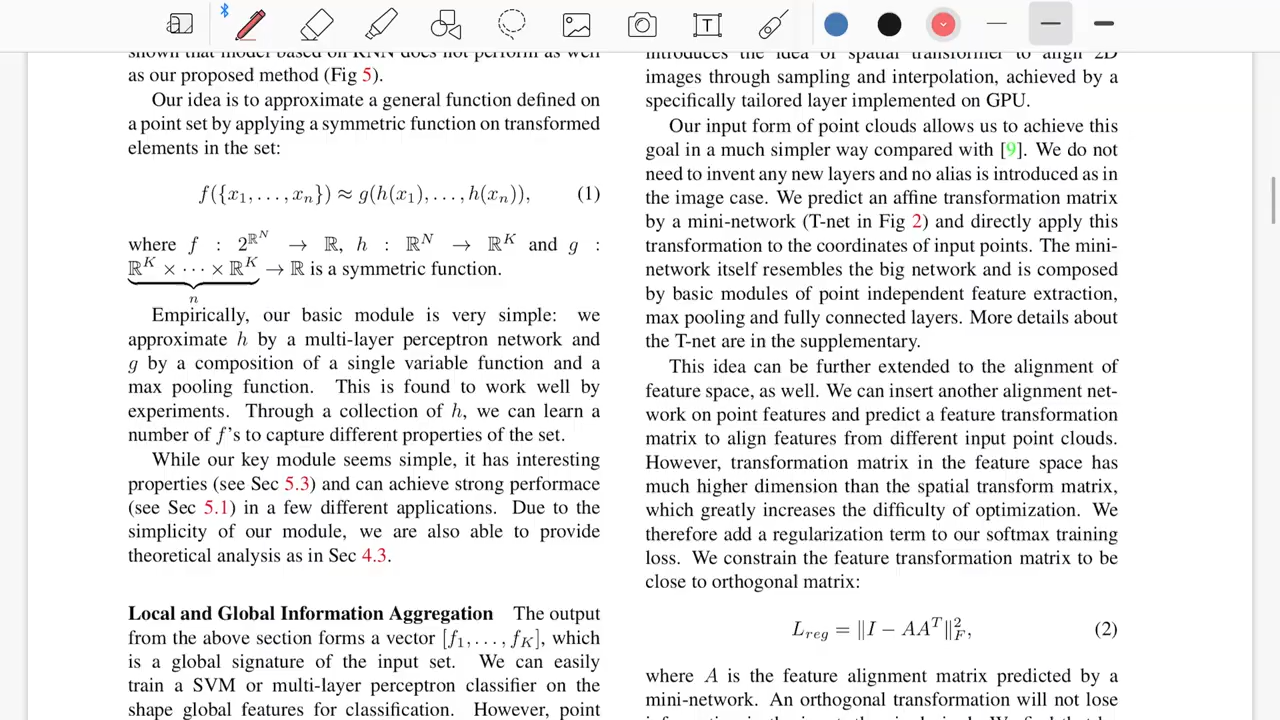 shown that model based on KNN does not perform as well
as our proposed method (Fig 5).
Our idea is to approximate a general function defined on
a point set by applying a symmetric function on transformed
elements in the set:
f({x₁, . . . , xₙ}) ≈ g(h(x₁), . . . , h(xₙ)), (1)
where f : 2^{ℝ^N} → ℝ, h : ℝ^N → ℝ^K and g :
ℝ^K × · · · × ℝ^K → ℝ is a symmetric function.
n
Empirically, our basic module is very simple: we
approximate h by a multi-layer perceptron network and
g by a composition of a single variable function and a
max pooling function. This is found to work well by
experiments. Through a collection of h, we can learn a
number of f's to capture different properties of the set.
While our key module seems simple, it has interesting
properties (see Sec 5.3) and can achieve strong performace
(see Sec 5.1) in a few different applications. Due to the
simplicity of our module, we are also able to provide
theoretical analysis as in Sec 4.3.
Local and Global Information Aggregation The output
from the above section forms a vector [f₁, . . . , f_K], which
is a global signature of the input set. We can easily
train a SVM or multi-layer perceptron classifier on the
shape global features for classification. However, point
introduces the idea of spatial transformer to align 2D
images through sampling and interpolation, achieved by a
specifically tailored layer implemented on GPU.
Our input form of point clouds allows us to achieve this
goal in a much simpler way compared with [9]. We do not
need to invent any new layers and no alias is introduced as in
the image case. We predict an affine transformation matrix
by a mini-network (T-net in Fig 2) and directly apply this
transformation to the coordinates of input points. The mini-
network itself resembles the big network and is composed
by basic modules of point independent feature extraction,
max pooling and fully connected layers. More details about
the T-net are in the supplementary.
This idea can be further extended to the alignment of
feature space, as well. We can insert another alignment net-
work on point features and predict a feature transformation
matrix to align features from different input point clouds.
However, transformation matrix in the feature space has
much higher dimension than the spatial transform matrix,
which greatly increases the difficulty of optimization. We
therefore add a regularization term to our softmax training
loss. We constrain the feature transformation matrix to be
close to orthogonal matrix:
L_{reg} = ‖I − AA^T‖²_F, (2)
where A is the feature alignment matrix predicted by a
mini-network. An orthogonal transformation will not lose